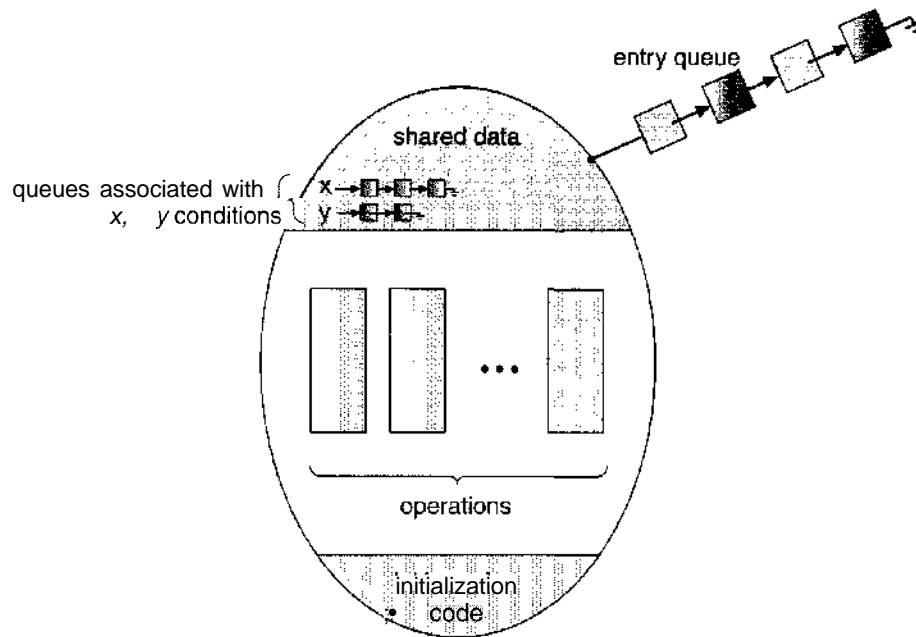 entry queue
shared data
queues associated with
x, y conditions
x
y
•••
operations
initialization
code